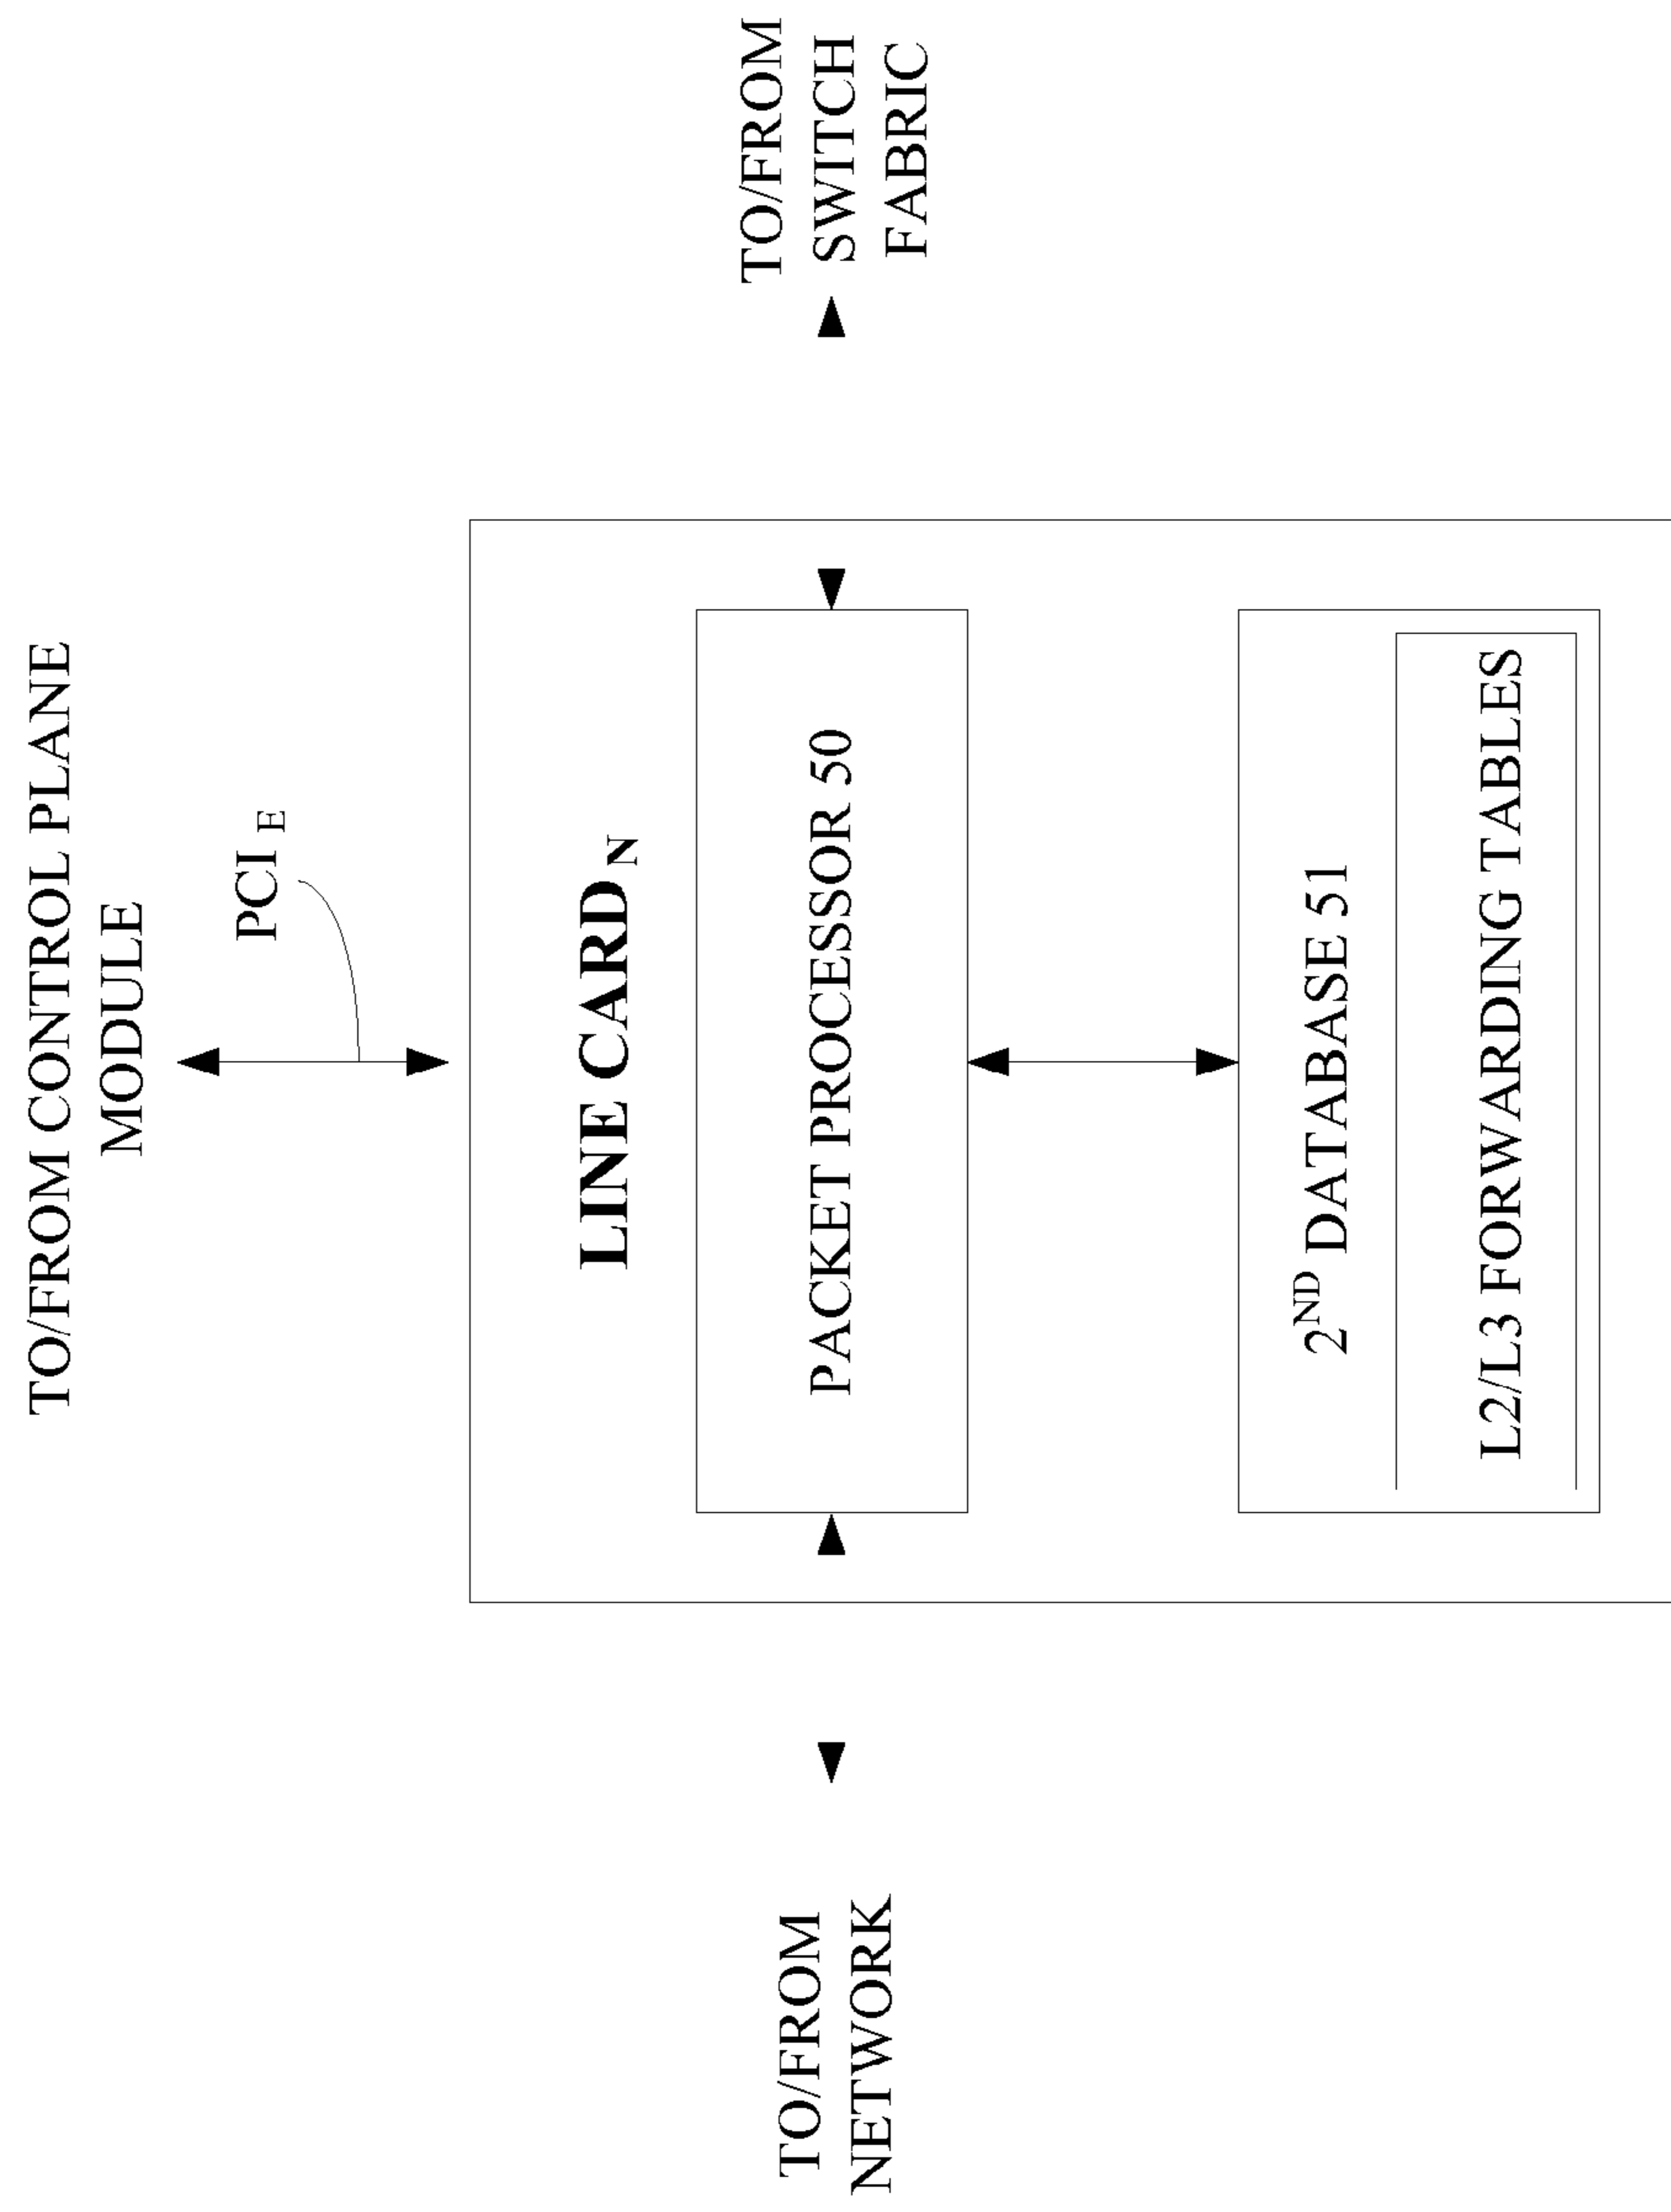 TO/FROM CONTROL PLANE
MODULE
PCI E
LINE CARD N
TO/FROM
NETWORK
PACKET PROCESSOR 50
TO/FROM
SWITCH
FABRIC
2ND DATABASE 51
L2/L3 FORWARDING TABLES